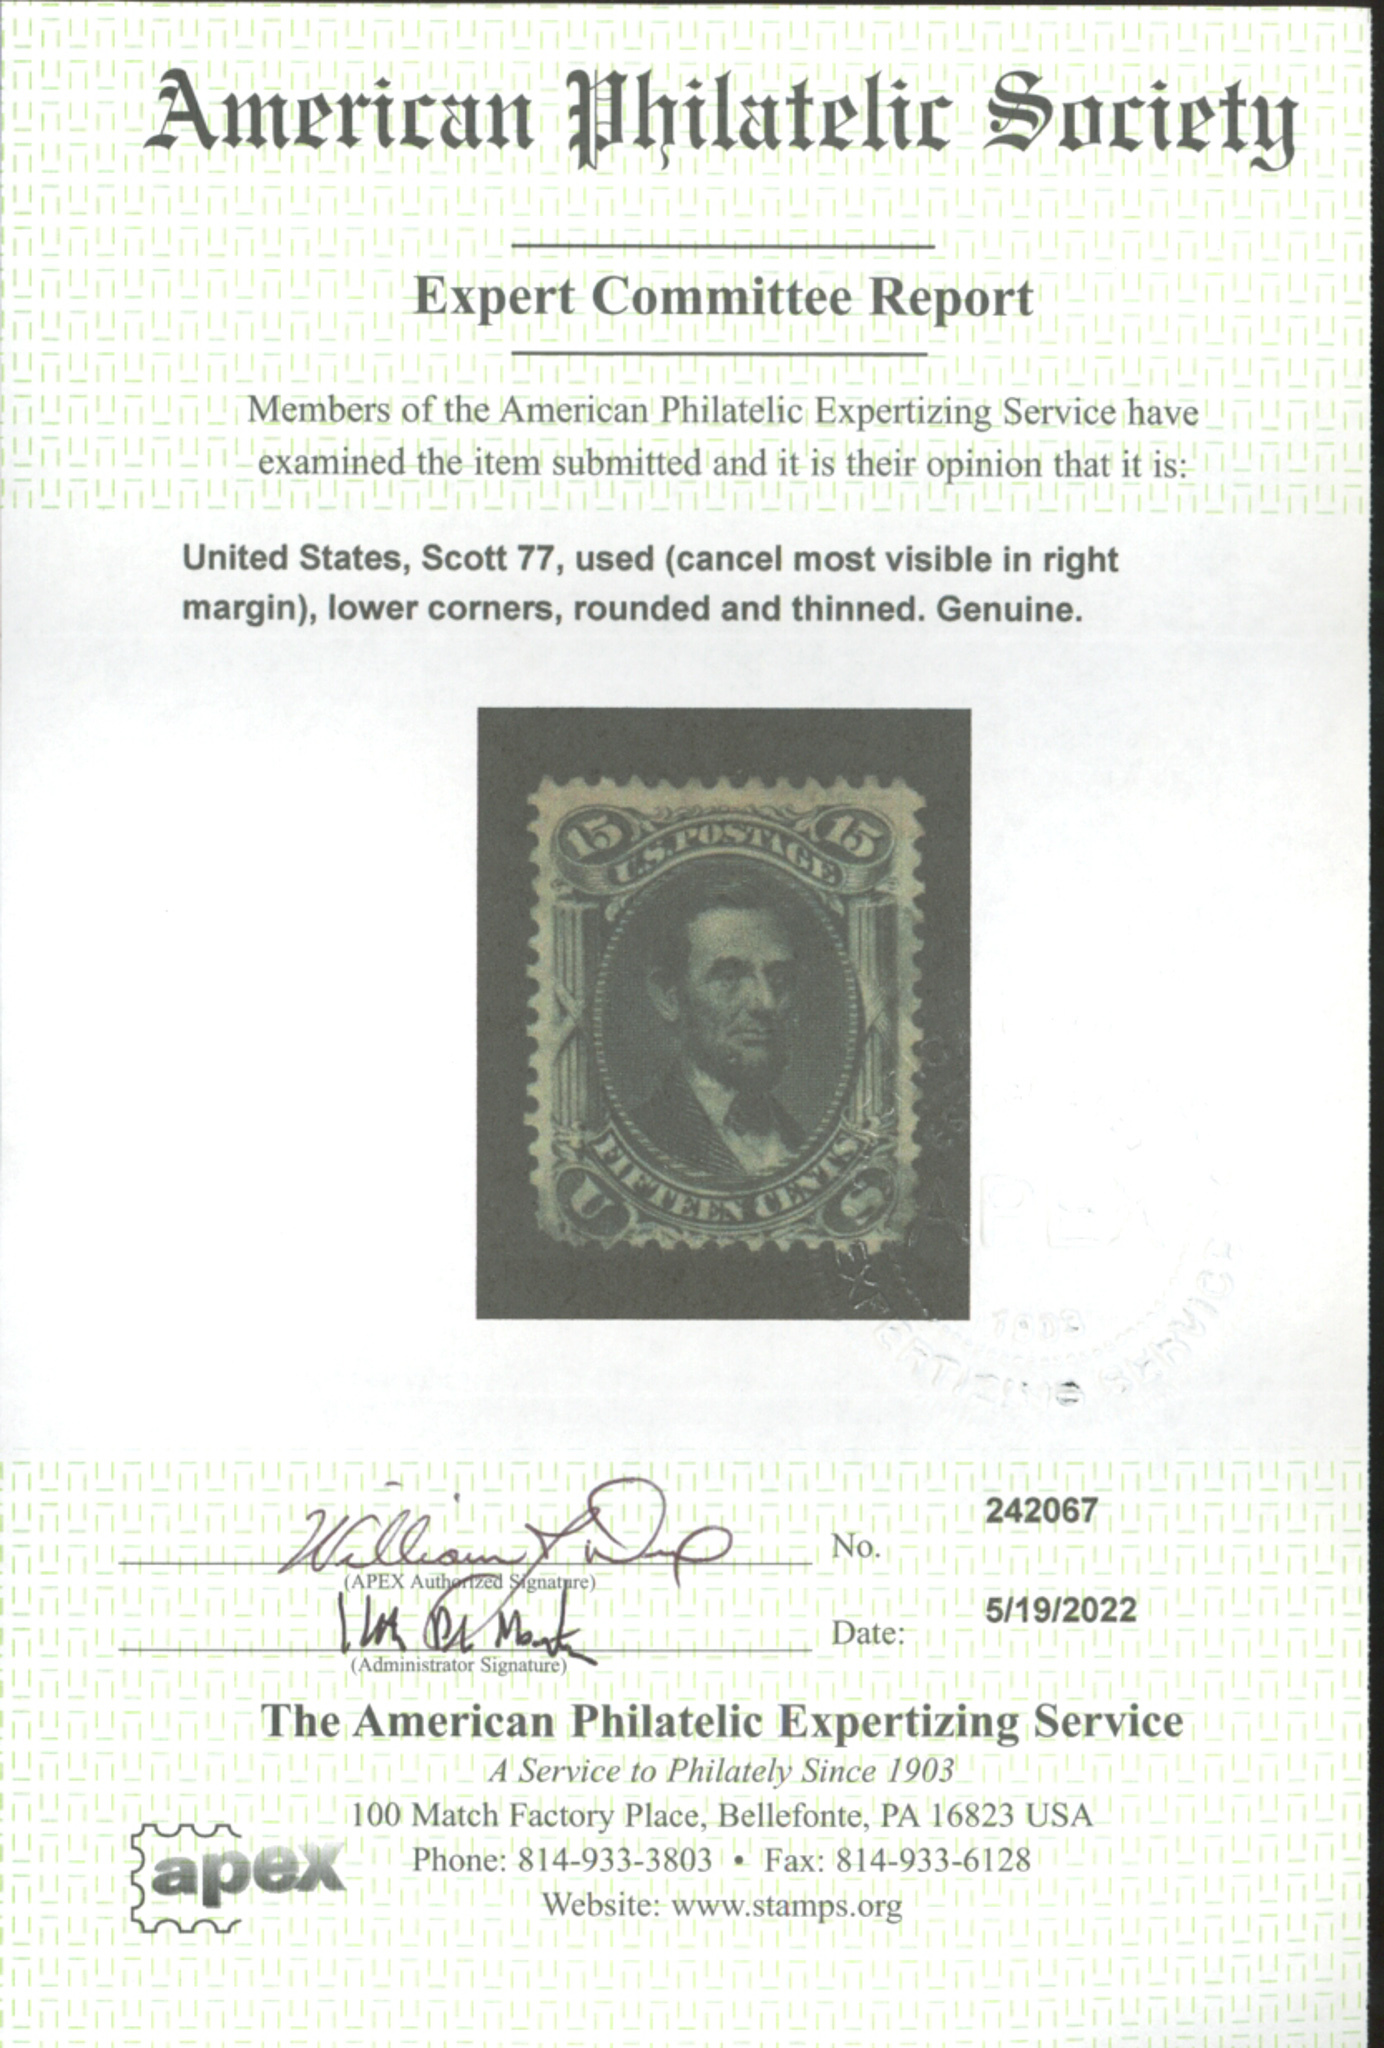 American Philatelic Society
Expert Committee Report
Members of the American Philatelic Expertizing Service have
examined the item submitted and it is their opinion that it is:
United States, Scott 77, used (cancel most visible in right
margin), lower corners, rounded and thinned. Genuine.
15 15
U.S. POSTAGE
FIFTEEN CENTS
U S
William
242067
No.
(APEX Authorized Signature)
5/19/2022
Date:
(Administrator Signature)
The American Philatelic Expertizing Service
A Service to Philately Since 1903
100 Match Factory Place, Bellefonte, PA 16823 USA
apex
Phone: 814-933-3803 • Fax: 814-933-6128
Website: www.stamps.org